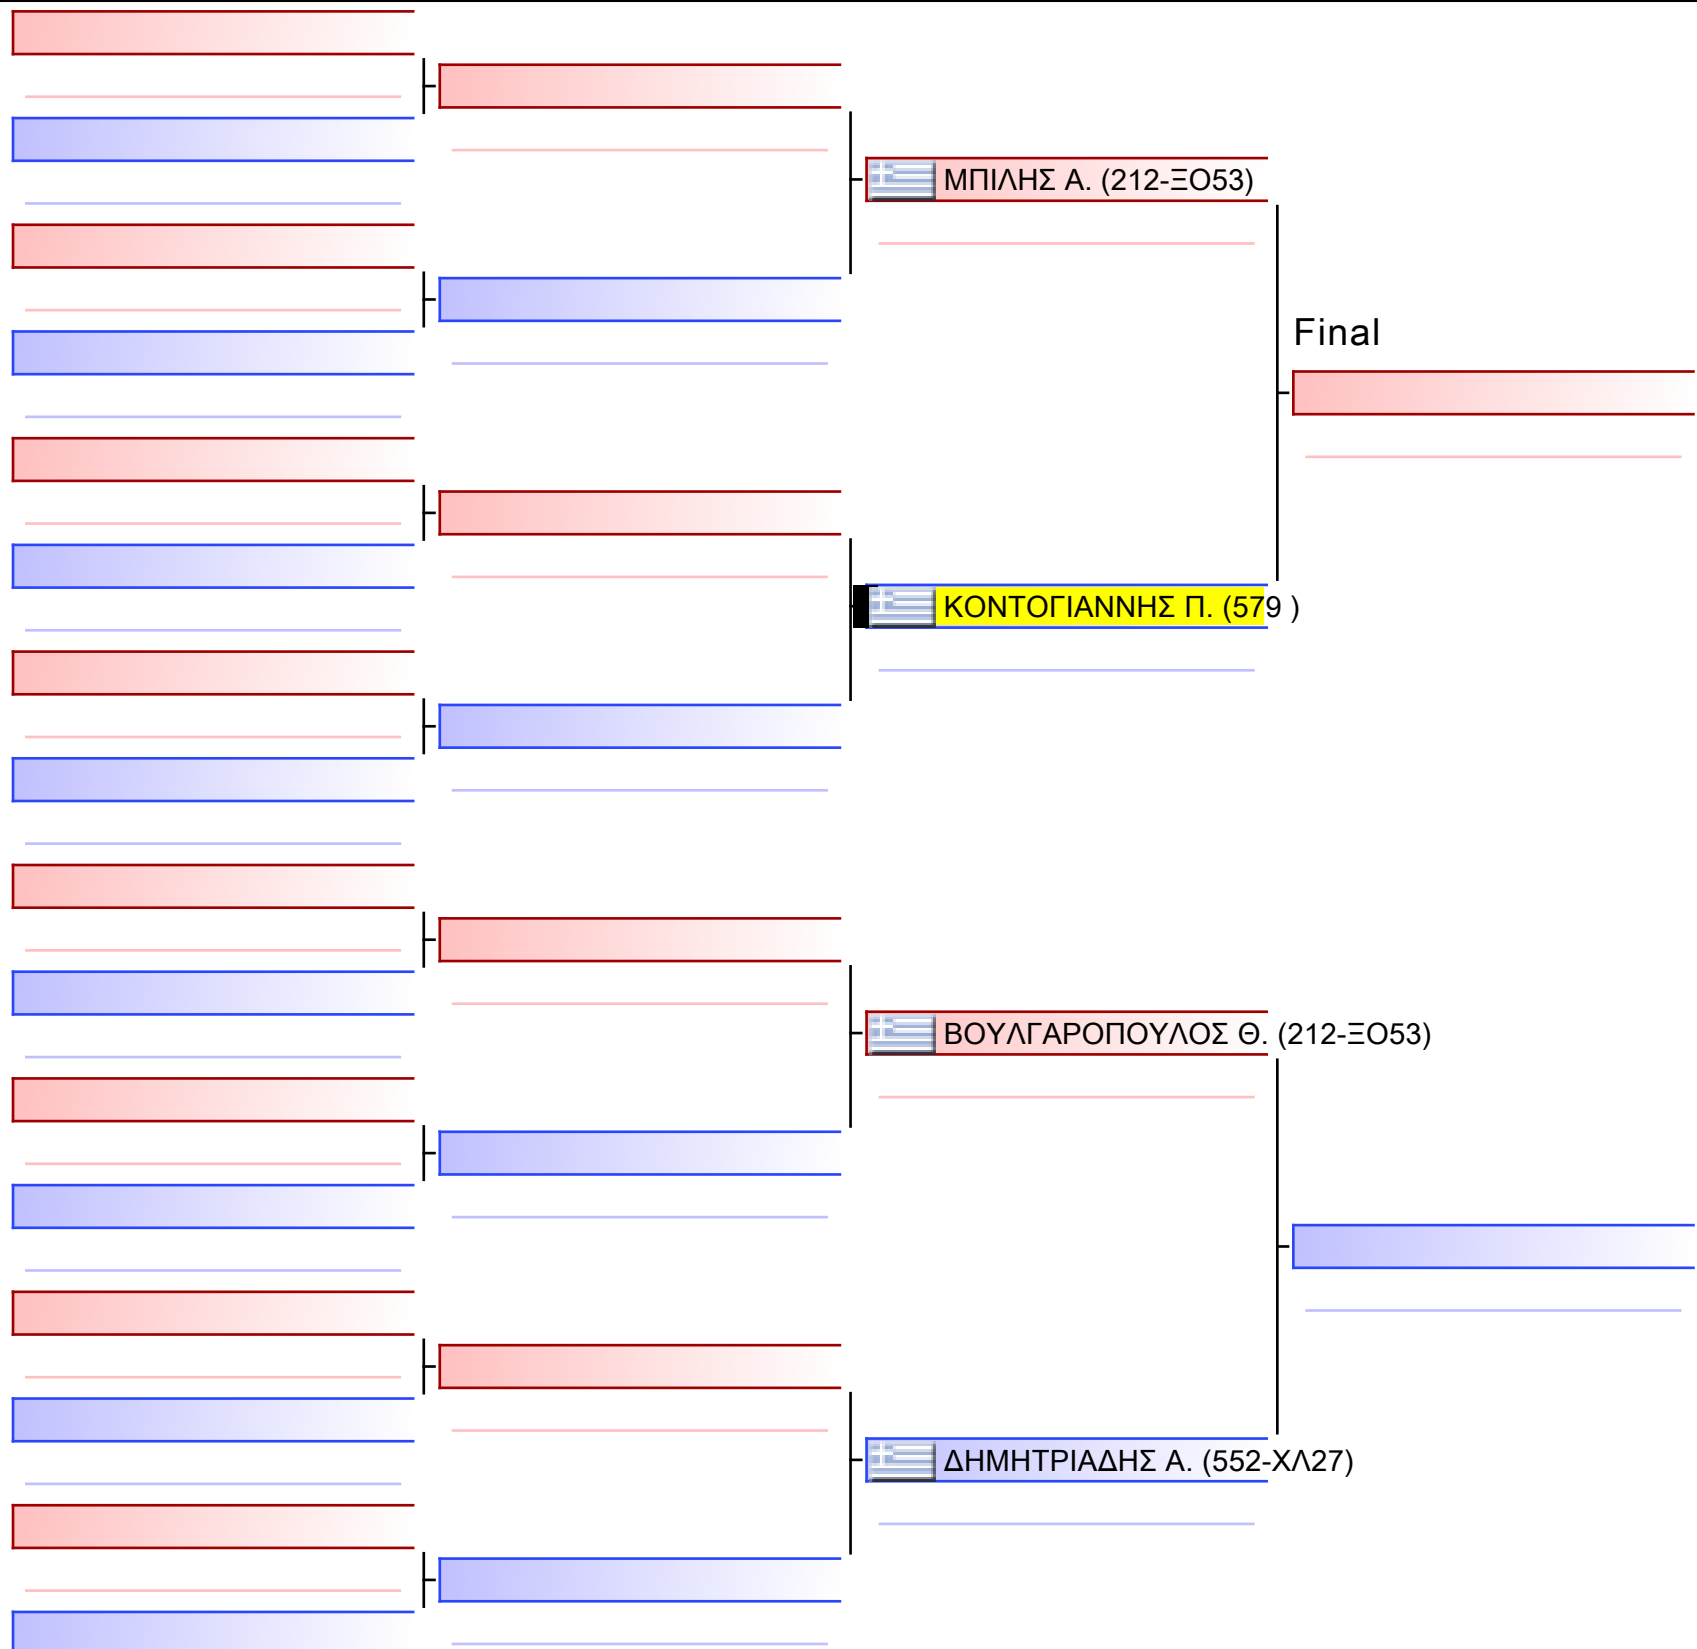 ΜΠΙΛΗΣ Α. (212-ΞΟ53)
Final
ΚΟΝΤΟΓΙΑΝΝΗΣ Π. (579 )
ΒΟΥΛΓΑΡΟΠΟΥΛΟΣ Θ. (212-ΞΟ53)
ΔΗΜΗΤΡΙΑΔΗΣ Α. (552-ΧΛ27)